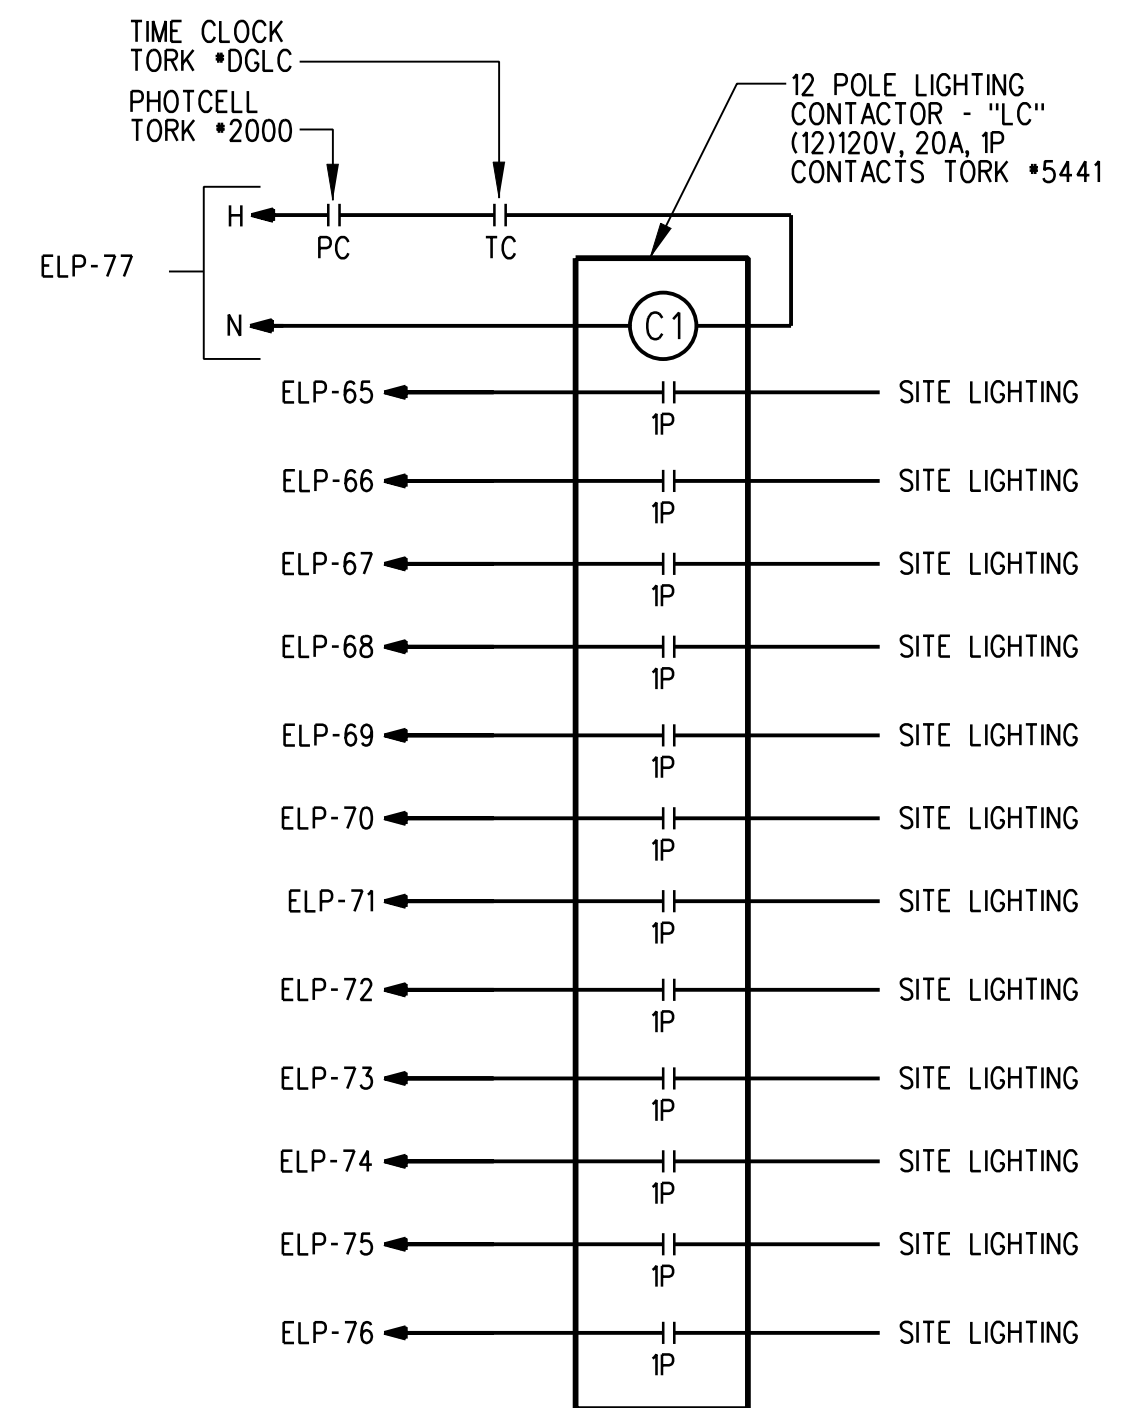 TIME CLOCK
TORK *DGLC
PHOTCELL
TORK *2000
12 POLE LIGHTING
CONTACTOR - "LC"
(12)120V, 20A, 1P
CONTACTS TORK *5441
H
PC
TC
ELP-77
N
C1
ELP-65
SITE LIGHTING
1P
ELP-66
SITE LIGHTING
1P
ELP-67
SITE LIGHTING
1P
ELP-68
SITE LIGHTING
1P
ELP-69
SITE LIGHTING
1P
ELP-70
SITE LIGHTING
1P
ELP-71
SITE LIGHTING
1P
ELP-72
SITE LIGHTING
1P
ELP-73
SITE LIGHTING
1P
ELP-74
SITE LIGHTING
1P
ELP-75
SITE LIGHTING
1P
ELP-76
SITE LIGHTING
1P